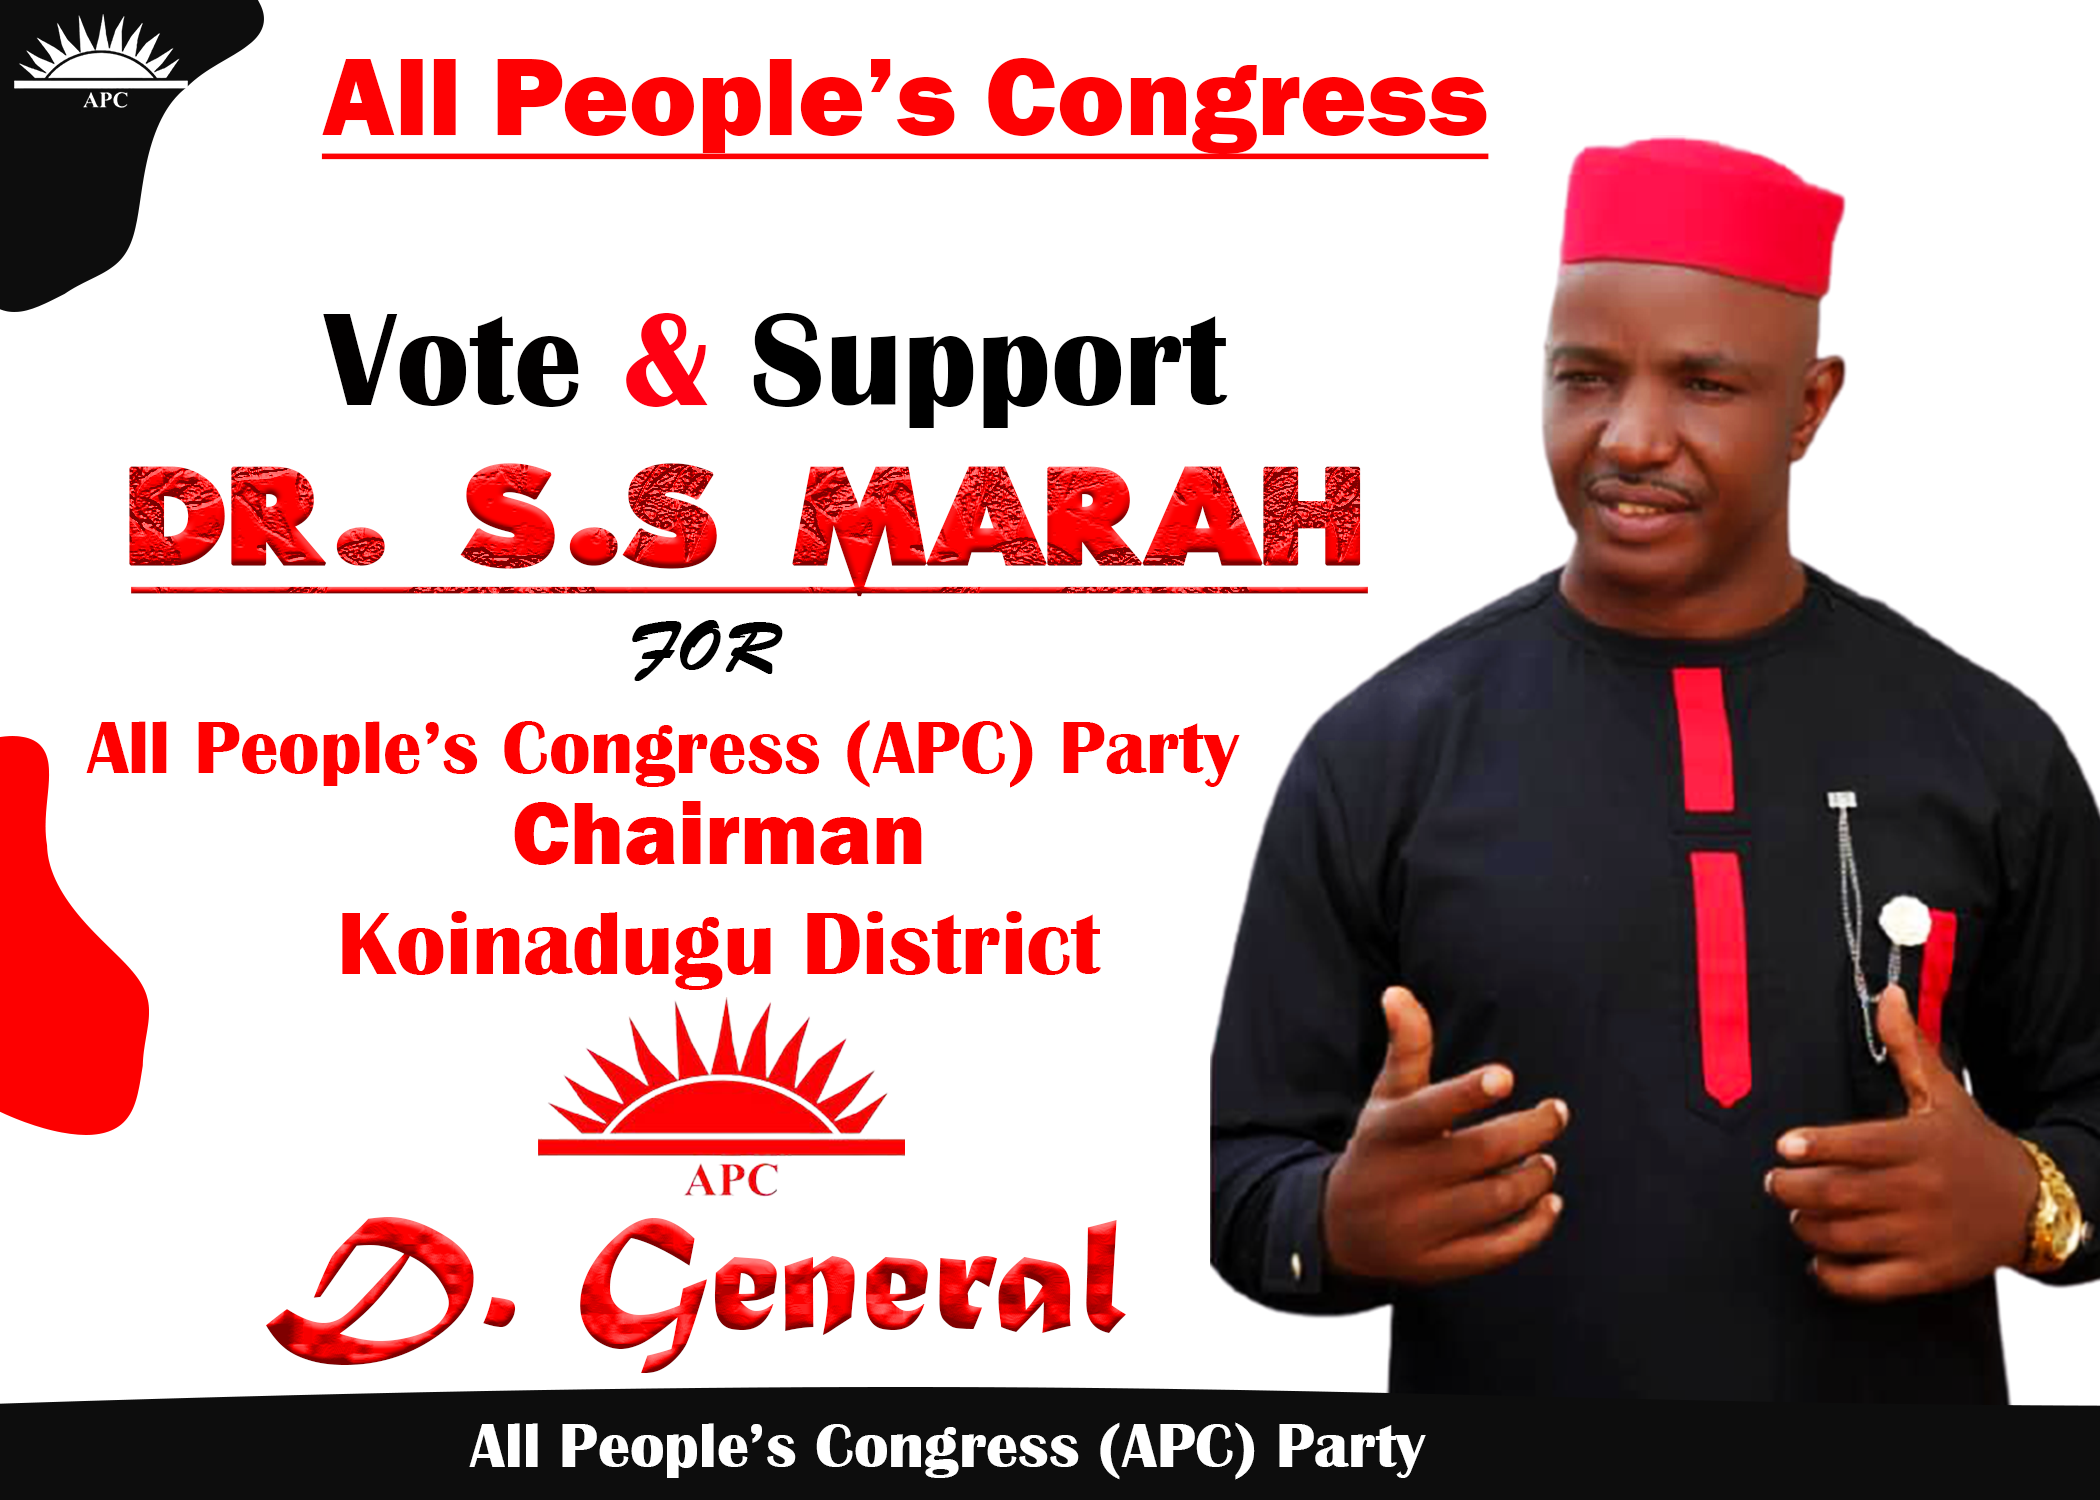 APC
All People’s Congress
Vote & Support
DR. S.S MARAH
FOR
All People’s Congress (APC) Party
Chairman
Koinadugu District
APC
D. General
All People’s Congress (APC) Party